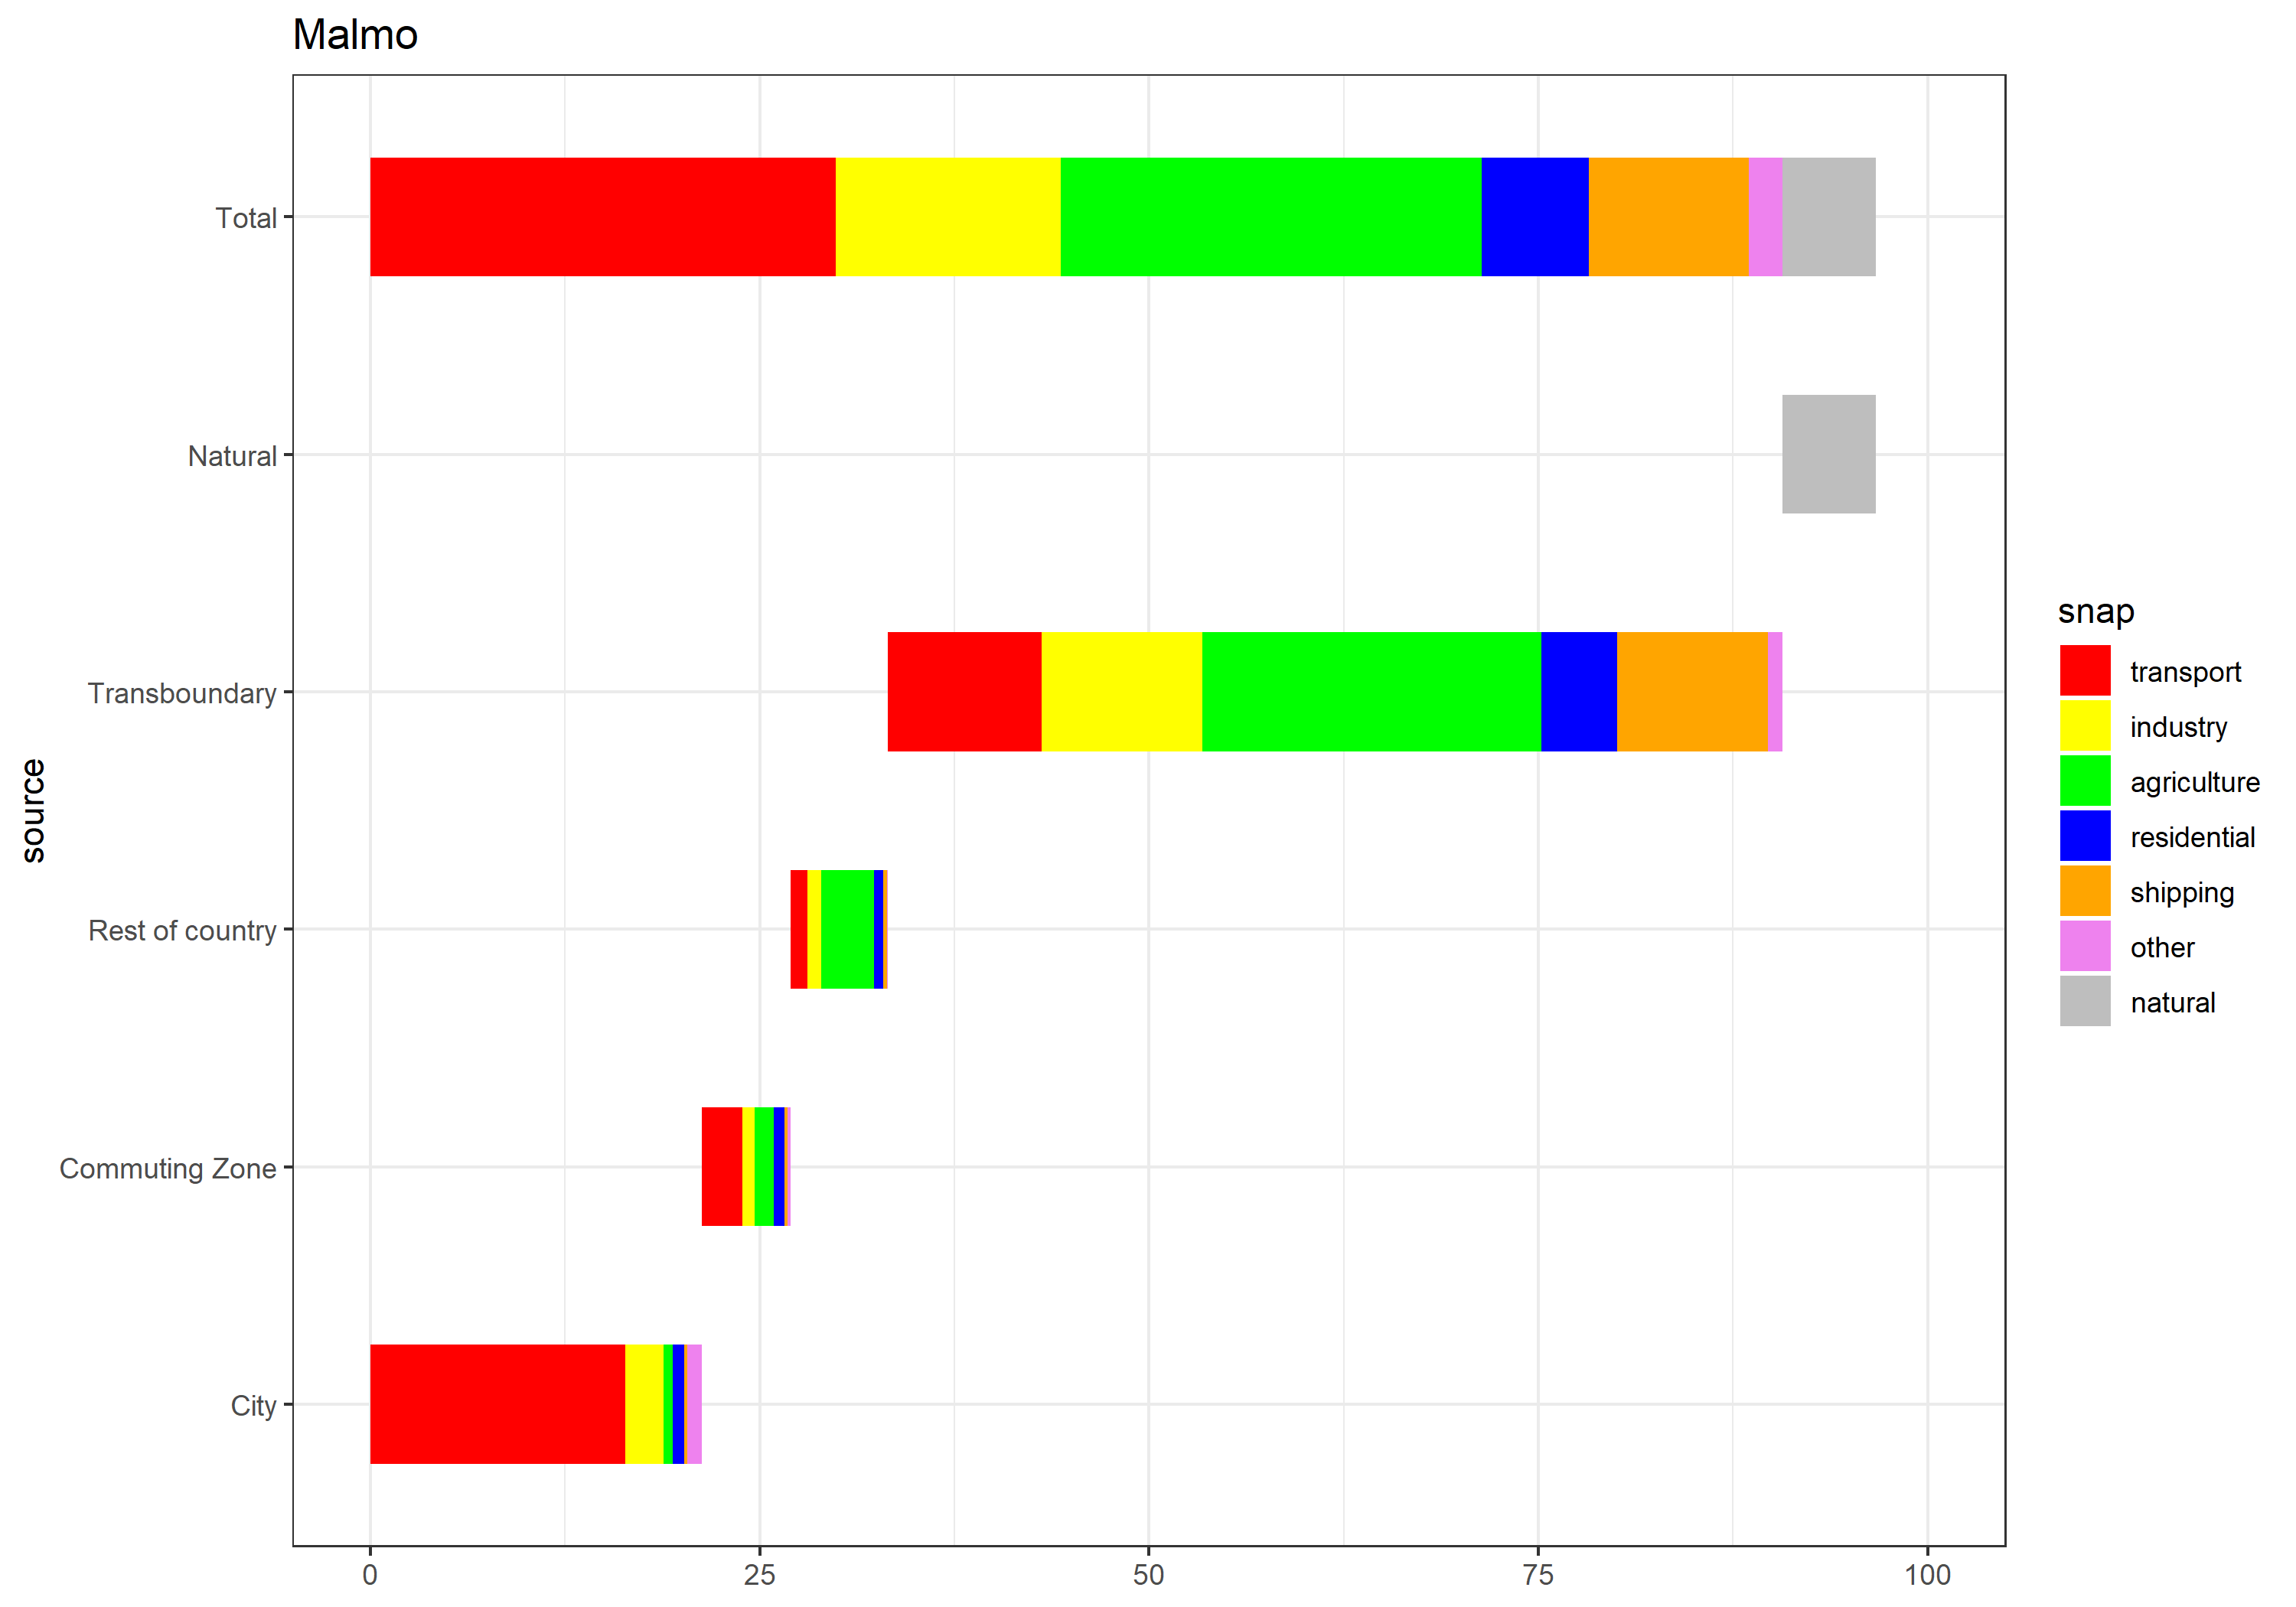 Malmo
source
Total
Natural
Transboundary
Rest of country
Commuting Zone
City
0 25 50 75 100
snap
transport
industry
agriculture
residential
shipping
other
natural